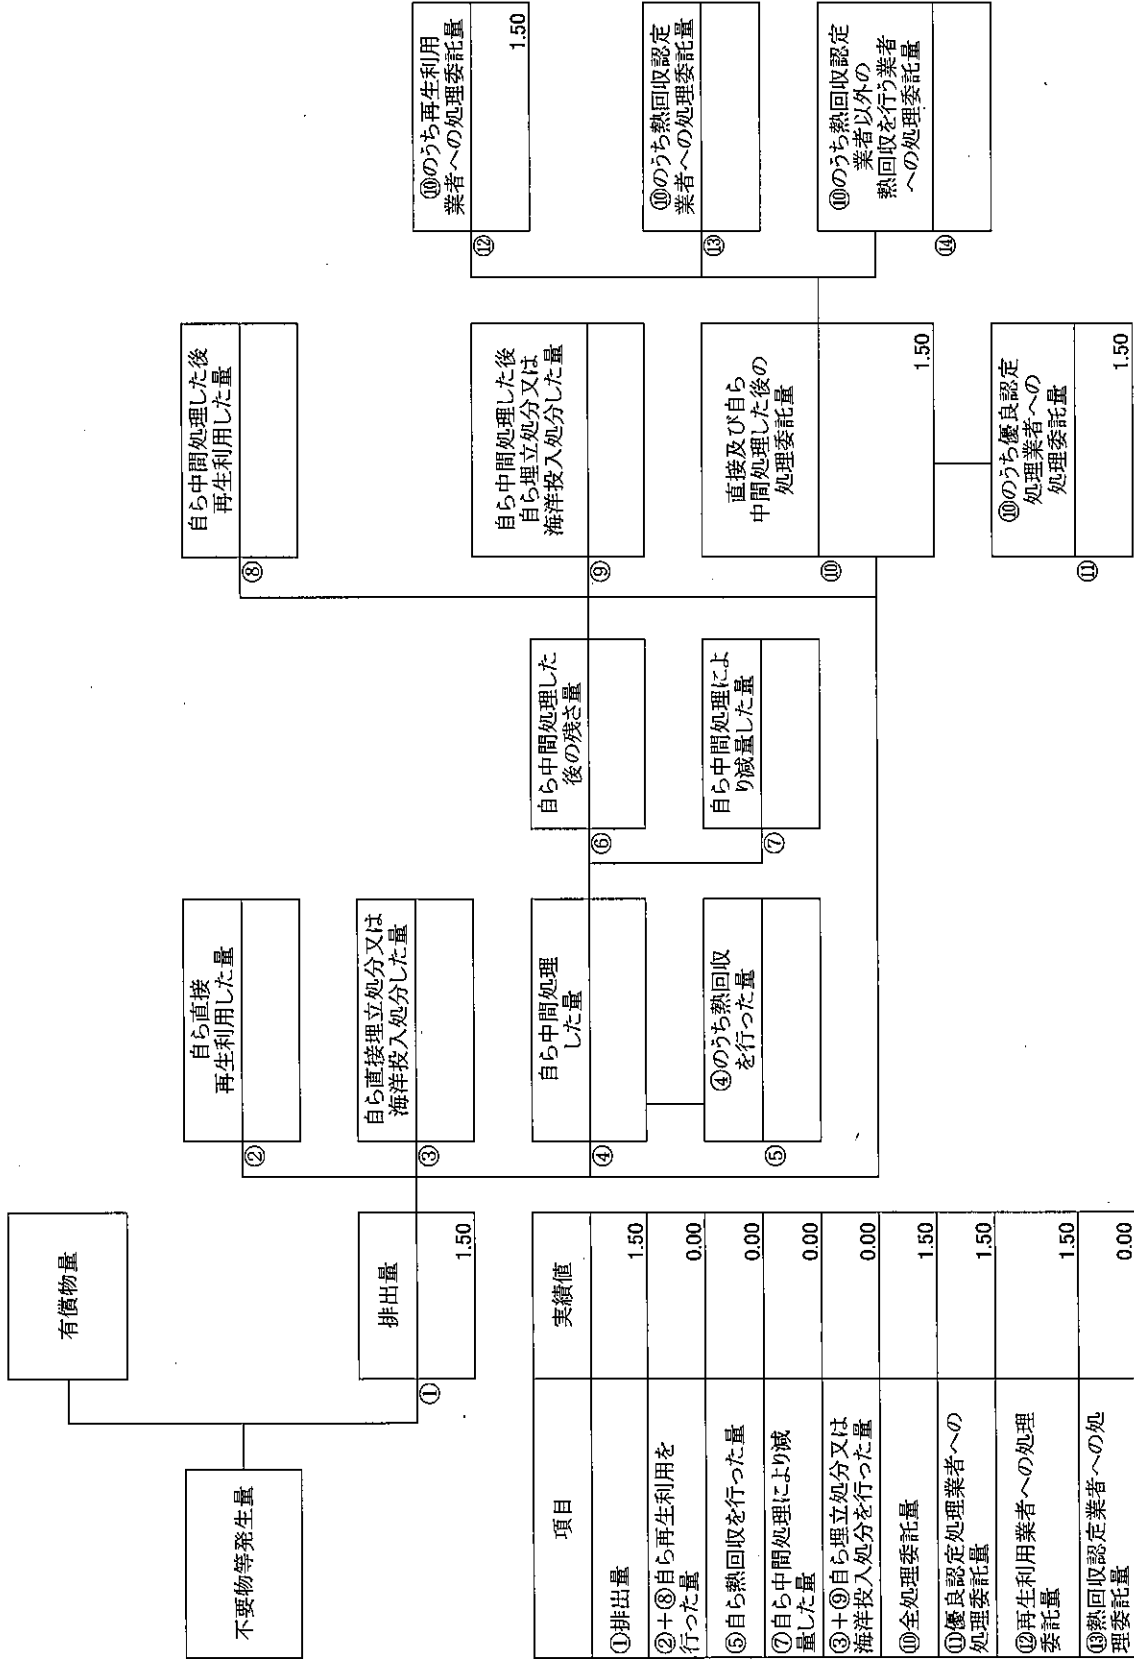 不要物等発生量
有償物量
①
排出量
1.50
②
自ら直接
再生利用した量
③
自ら直接埋立処分又は
海洋投入処分した量
④
自ら中間処理
した量
⑤
④のうち熱回収
を行った量
⑥
自ら中間処理した
後の残さ量
⑦
自ら中間処理によ
り減量した量
⑧
自ら中間処理した後
再生利用した量
⑨
自ら中間処理した後
自ら埋立処分又は
海洋投入処分した量
⑩
直接及び自ら
中間処理した後の
処理委託量
1.50
⑪
⑩のうち優良認定
処理業者への
処理委託量
1.50
⑫
⑩のうち再生利用
業者への処理委託量
1.50
⑬
⑩のうち熱回収認定
業者への処理委託量
⑭
⑩のうち熱回収認定
業者以外の
熱回収を行う業者
への処理委託量
項目 実績値
①排出量 1.50
②+⑧自ら再生利用を
行った量 0.00
⑤自ら熱回収を行った量 0.00
⑦自ら中間処理により減
量した量 0.00
③+⑨自ら埋立処分又は
海洋投入処分を行った量 0.00
⑩全処理委託量 1.50
⑪優良認定処理業者への
処理委託量 1.50
⑫再生利用業者への処理
委託量 1.50
⑬熱回収認定業者への処
理委託量 0.00